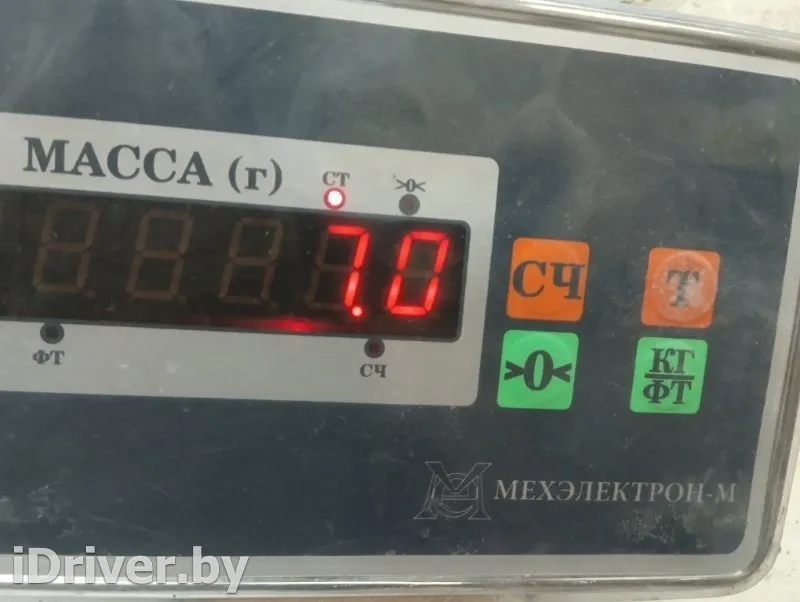 МАССА (г)
СТ >0<
7.0
ФТ СЧ
СЧ Т
>0< КГ
ФТ
МЕХЭЛЕКТРОН-М
iDriver.by